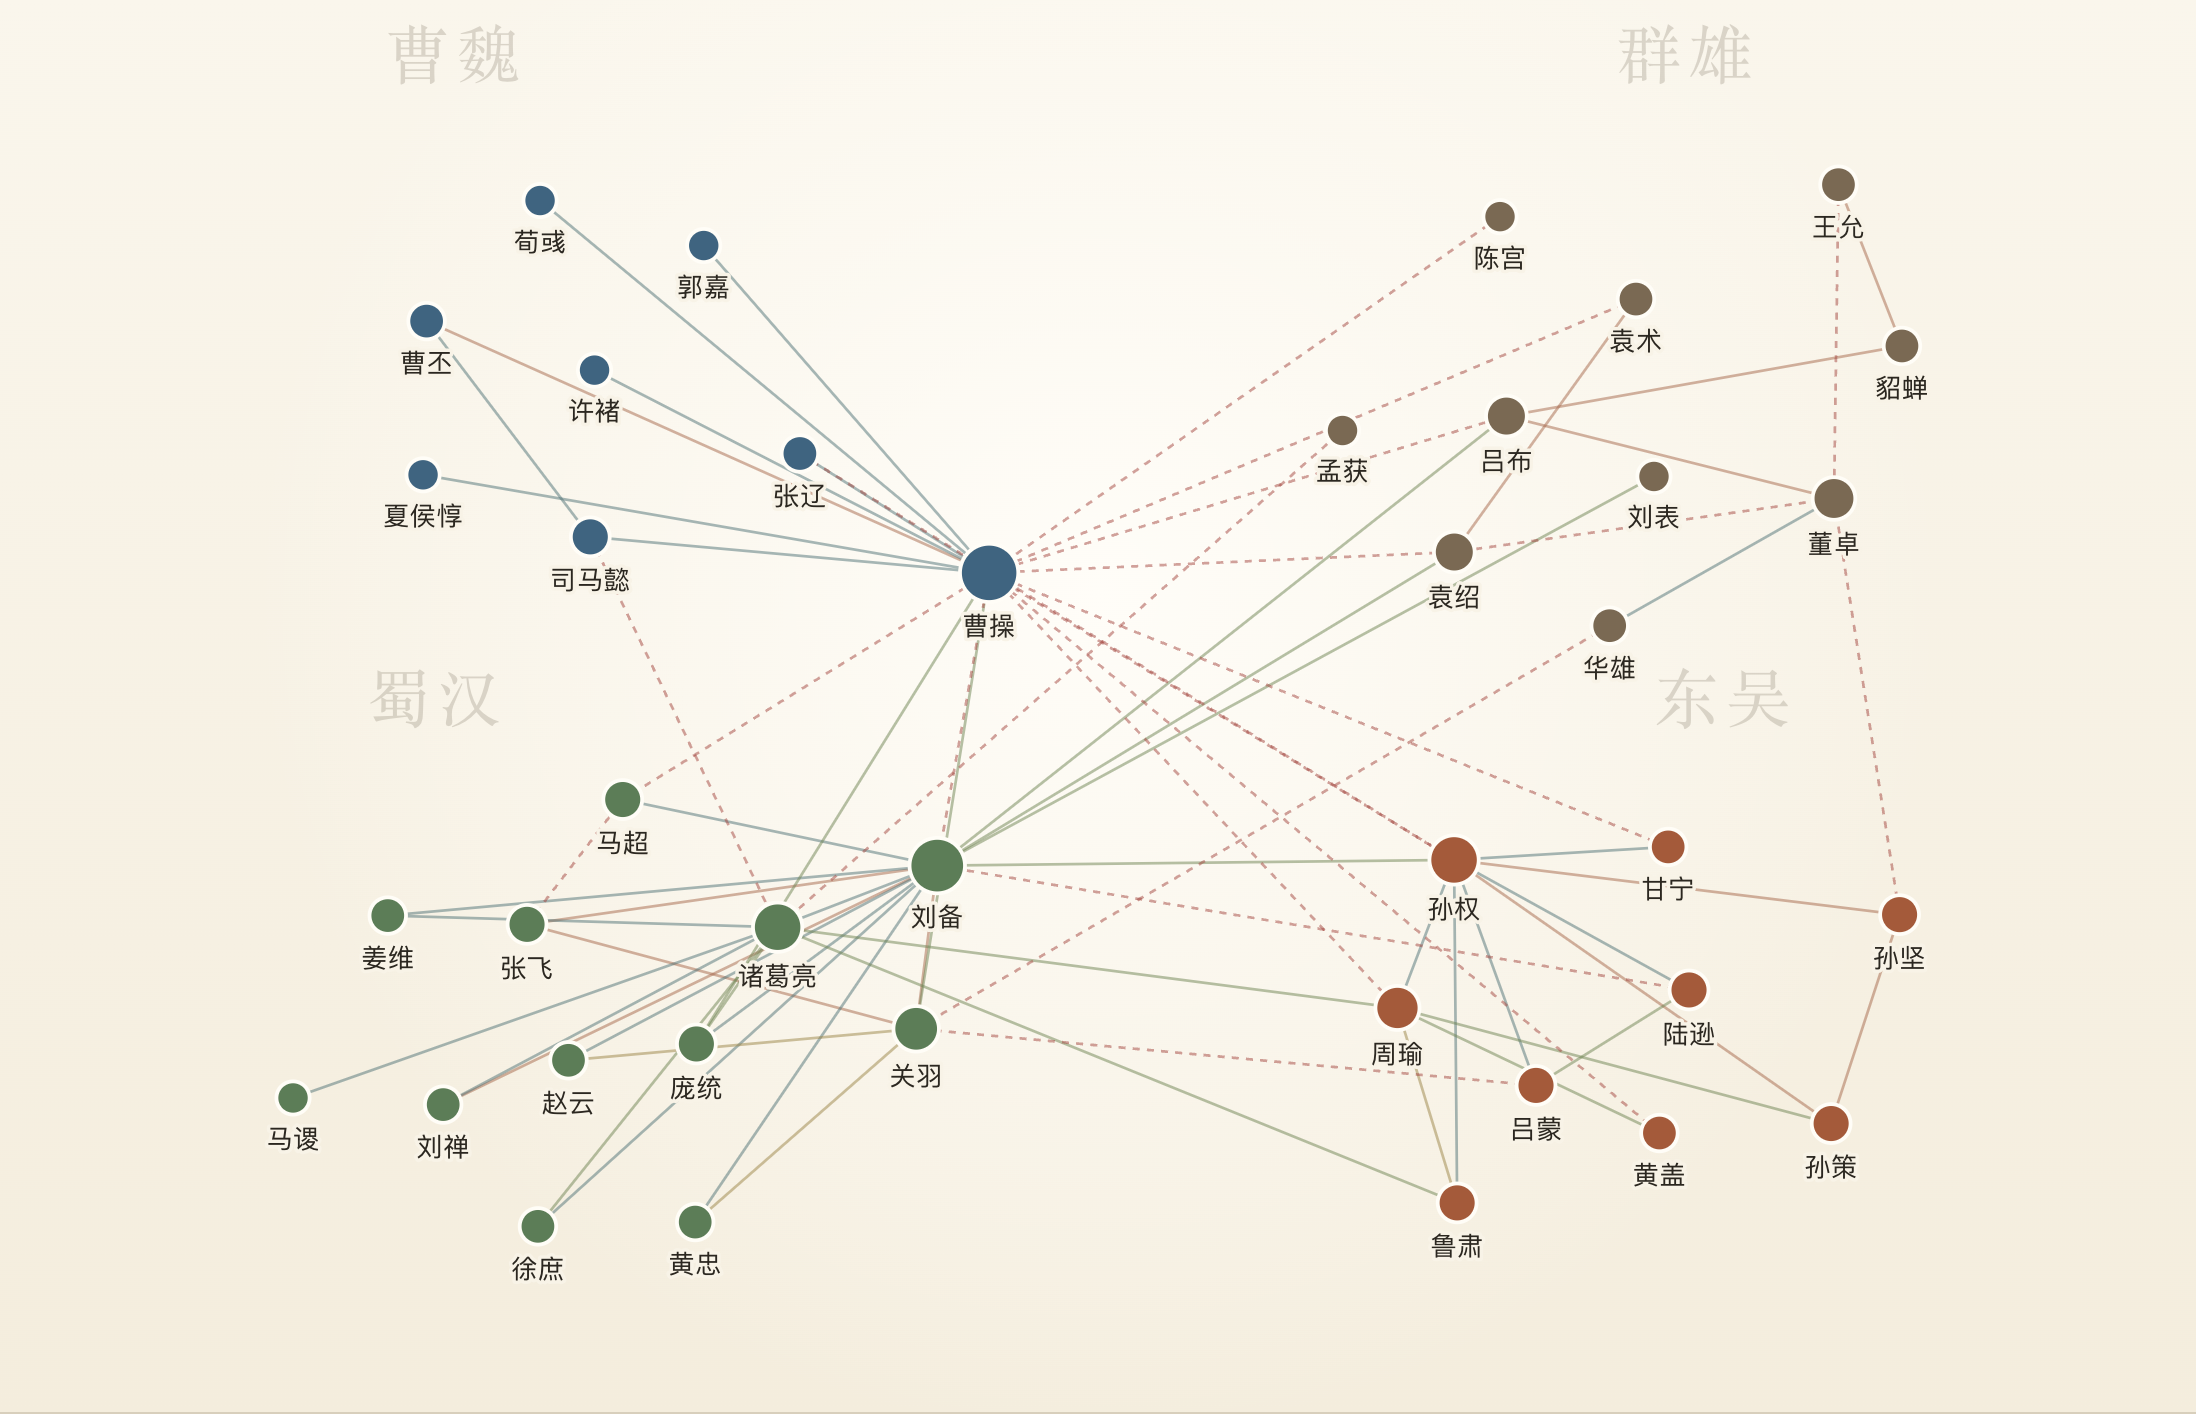 曹魏
群雄
荀彧
郭嘉
陈宫
王允
曹丕
许褚
袁术
貂蝉
张辽
孟获
吕布
夏侯惇
刘表
司马懿
袁绍
董卓
曹操
华雄
蜀汉
东吴
马超
刘备
孙权
甘宁
姜维
张飞
诸葛亮
孙坚
关羽
周瑜
陆逊
马谡
刘禅
赵云
庞统
吕蒙
黄盖
孙策
徐庶
黄忠
鲁肃